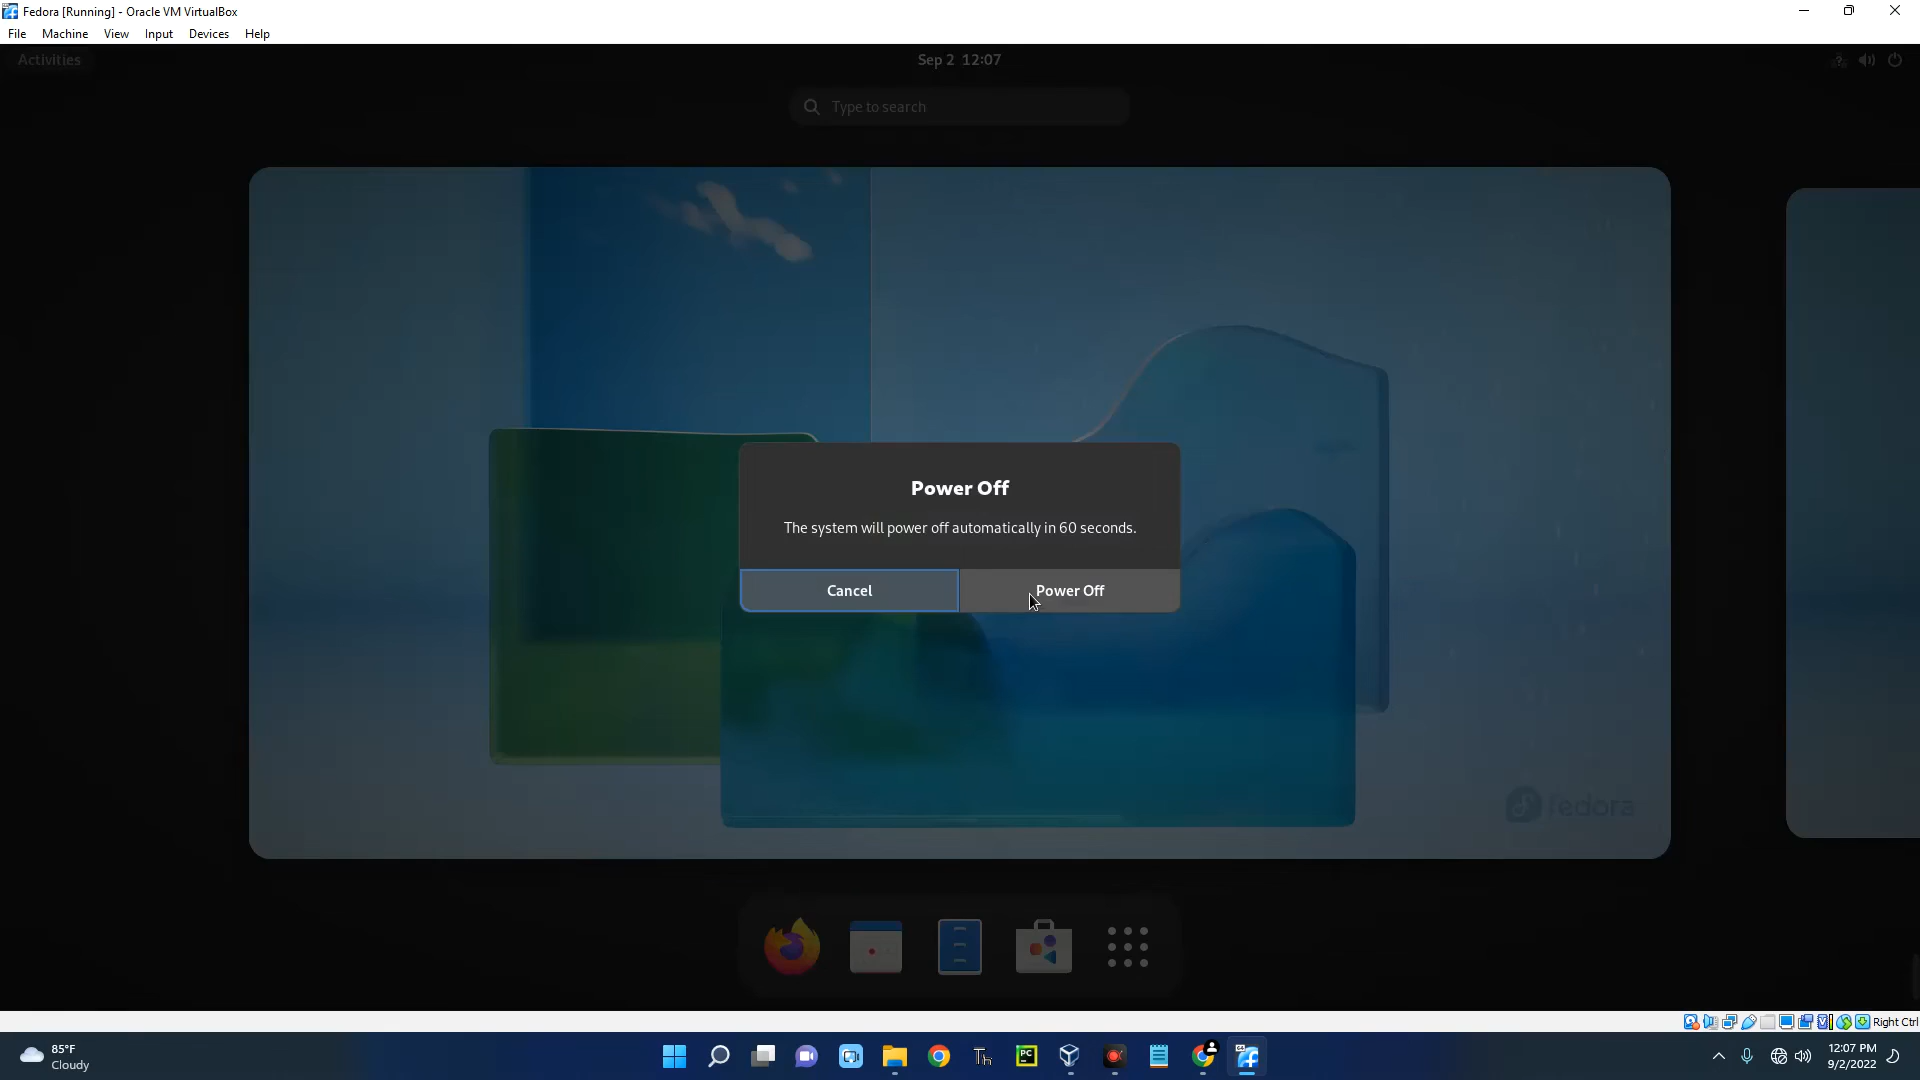 Fedora [Running] - Oracle VM VirtualBox
File Machine View Input Devices Help
Activities
Sep 2 12:07
Type to search
Power Off
The system will power off automatically in 60 seconds.
Cancel
Power Off
fedora
Right Ctrl
85°F
Cloudy
12:07 PM
9/2/2022